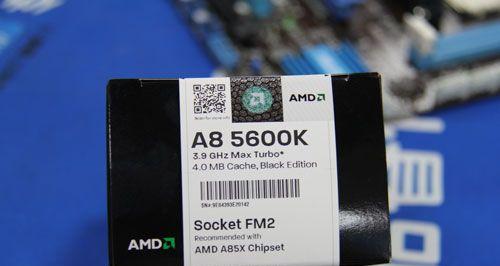 AMD
A8 5600K
3.9 GHz Max Turbo*
4.0 MB Cache, Black Edition
Socket FM2
Recommended with
AMD A85X Chipset
AMD